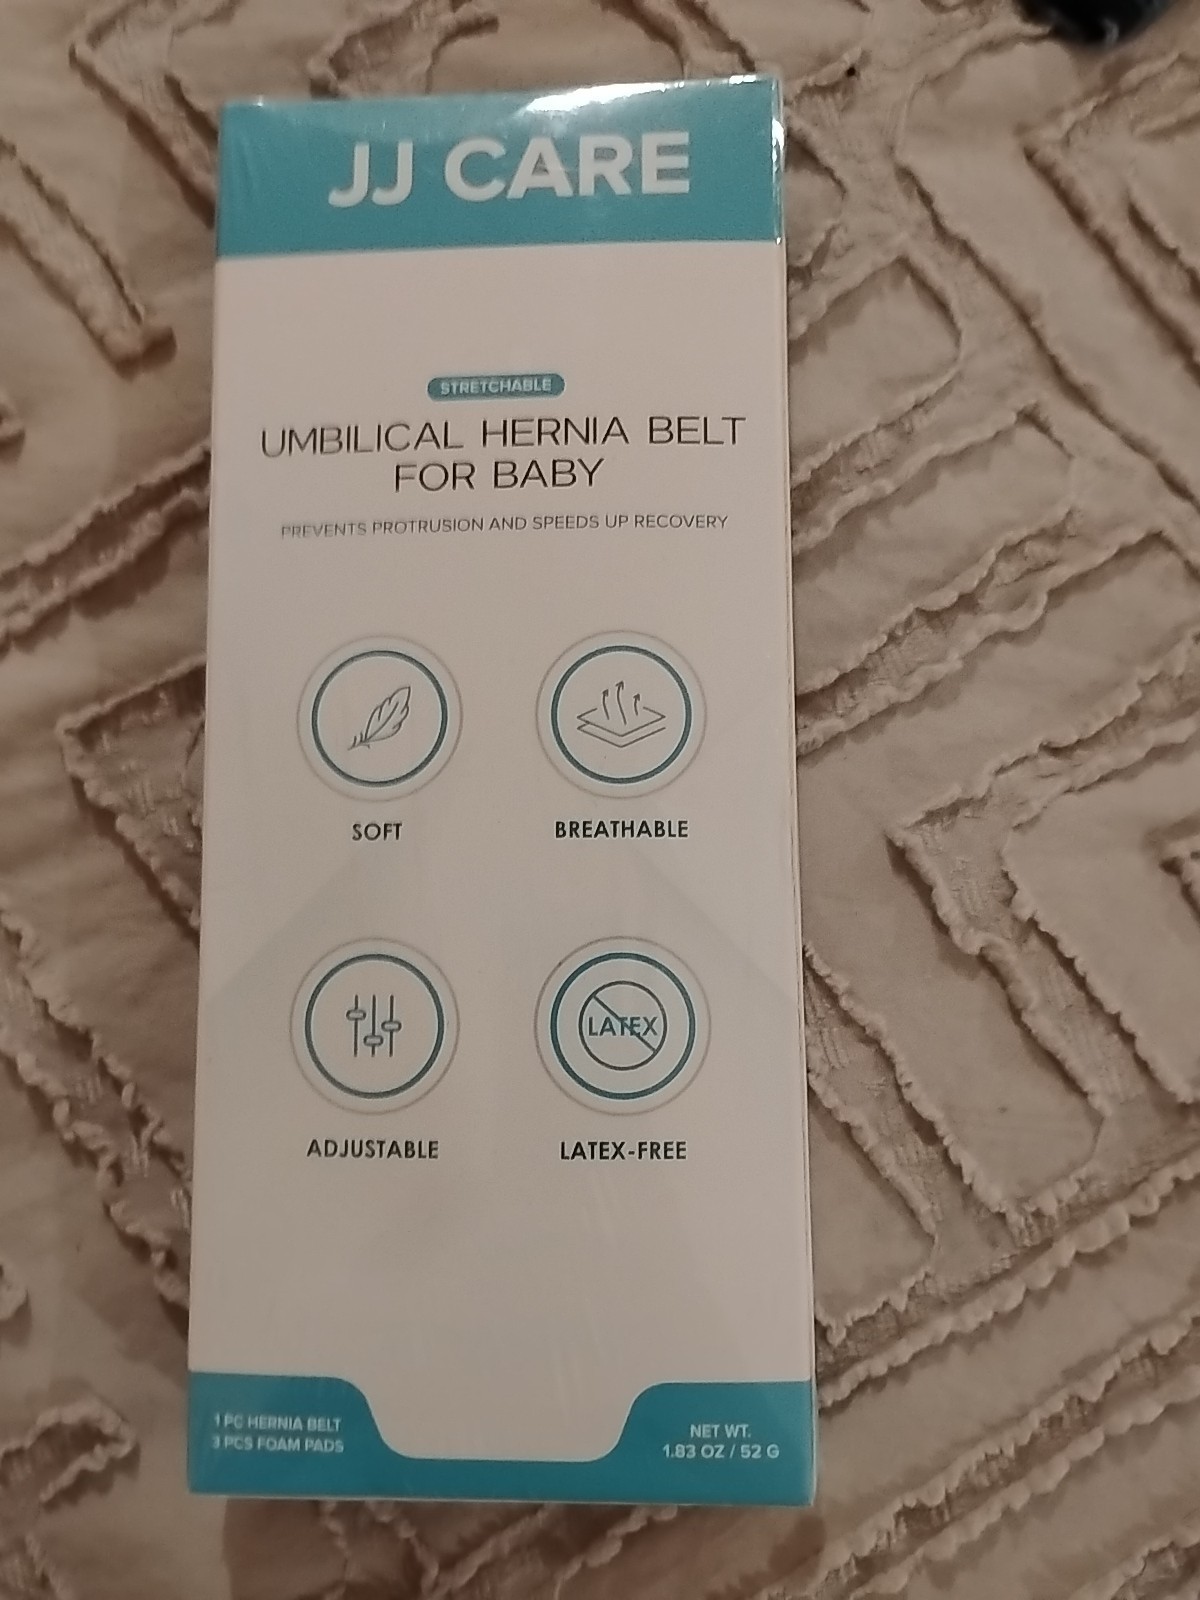 JJ CARE
STRETCHABLE
UMBILICAL HERNIA BELT
FOR BABY
PREVENTS PROTRUSION AND SPEEDS UP RECOVERY
SOFT
BREATHABLE
LATEX
ADJUSTABLE
LATEX-FREE
1 PC HERNIA BELT
3 PCS FOAM PADS
NET WT.
1.83 OZ / 52 G